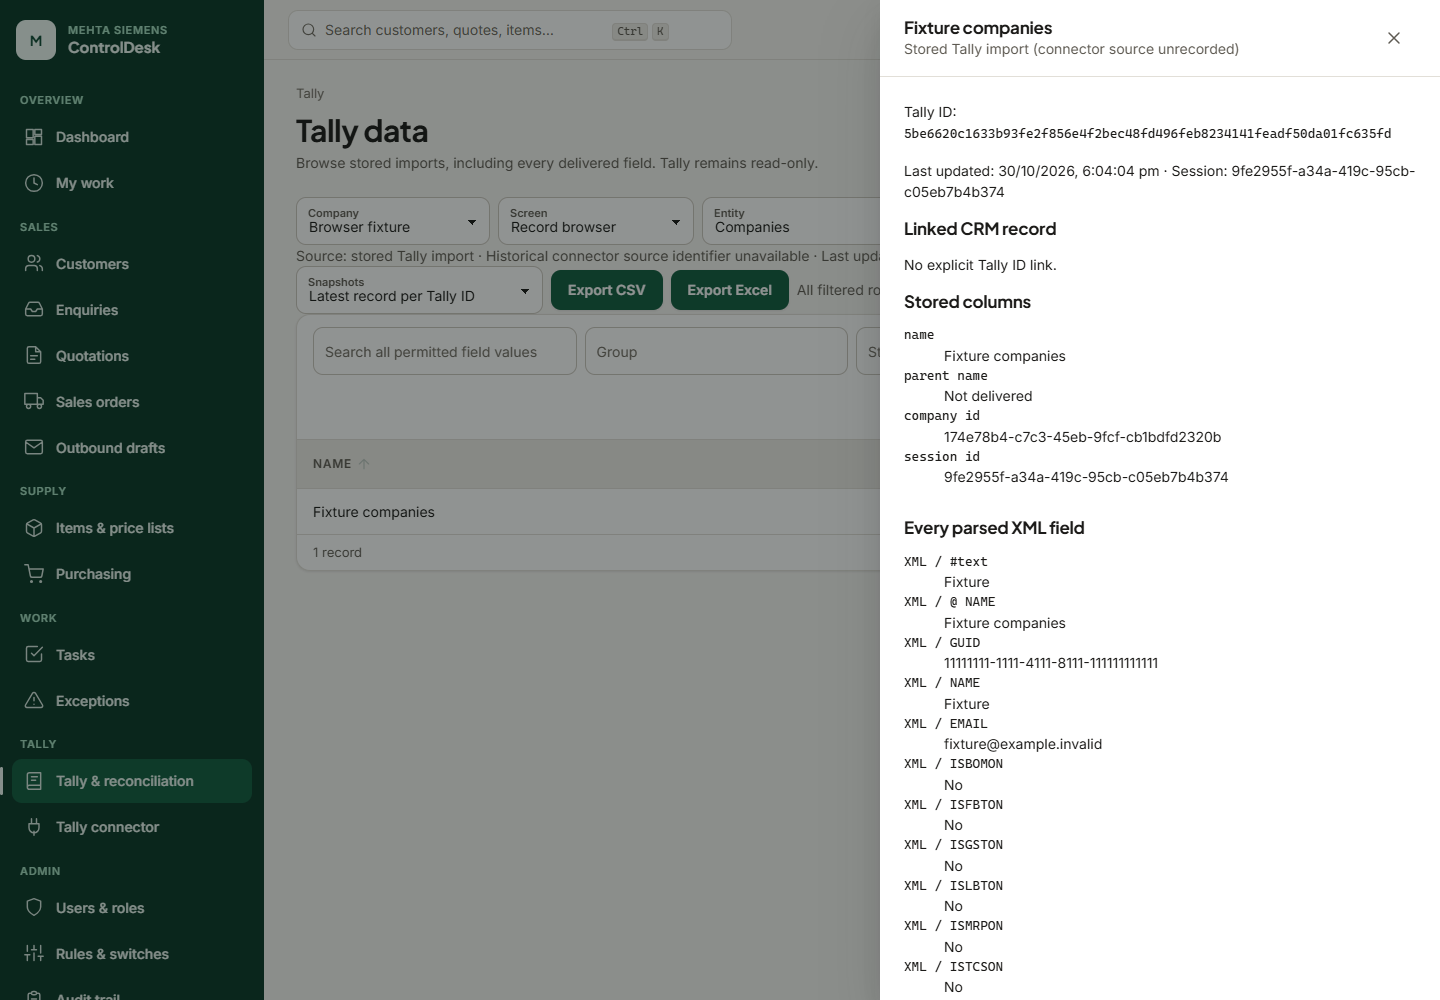 M
MEHTA SIEMENS
ControlDesk
OVERVIEW
Dashboard
My work
SALES
Customers
Enquiries
Quotations
Sales orders
Outbound drafts
SUPPLY
Items & price lists
Purchasing
WORK
Tasks
Exceptions
TALLY
Tally & reconciliation
Tally connector
ADMIN
Users & roles
Rules & switches
Audit trail
Search customers, quotes, items... Ctrl K
Tally
Tally data
Browse stored imports, including every delivered field. Tally remains read-only.
Company
Browser fixture
Screen
Record browser
Entity
Companies
Source: stored Tally import · Historical connector source identifier unavailable · Last upda
Snapshots
Latest record per Tally ID
Export CSV
Export Excel
All filtered ro
Search all permitted field values
Group
St
NAME
Fixture companies
1 record
Fixture companies
Stored Tally import (connector source unrecorded)
Tally ID:
5be6620c1633b93fe2f856e4f2bec48fd496feb8234141feadf50da01fc635fd
Last updated: 30/10/2026, 6:04:04 pm · Session: 9fe2955f-a34a-419c-95cb-
c05eb7b4b374
Linked CRM record
No explicit Tally ID link.
Stored columns
name
Fixture companies
parent name
Not delivered
company id
174e78b4-c7c3-45eb-9fcf-cb1bdfd2320b
session id
9fe2955f-a34a-419c-95cb-c05eb7b4b374
Every parsed XML field
XML / #text
Fixture
XML / @ NAME
Fixture companies
XML / GUID
11111111-1111-4111-8111-111111111111
XML / NAME
Fixture
XML / EMAIL
fixture@example.invalid
XML / ISBOMON
No
XML / ISFBTON
No
XML / ISGSTON
No
XML / ISLBTON
No
XML / ISMRPON
No
XML / ISTCSON
No